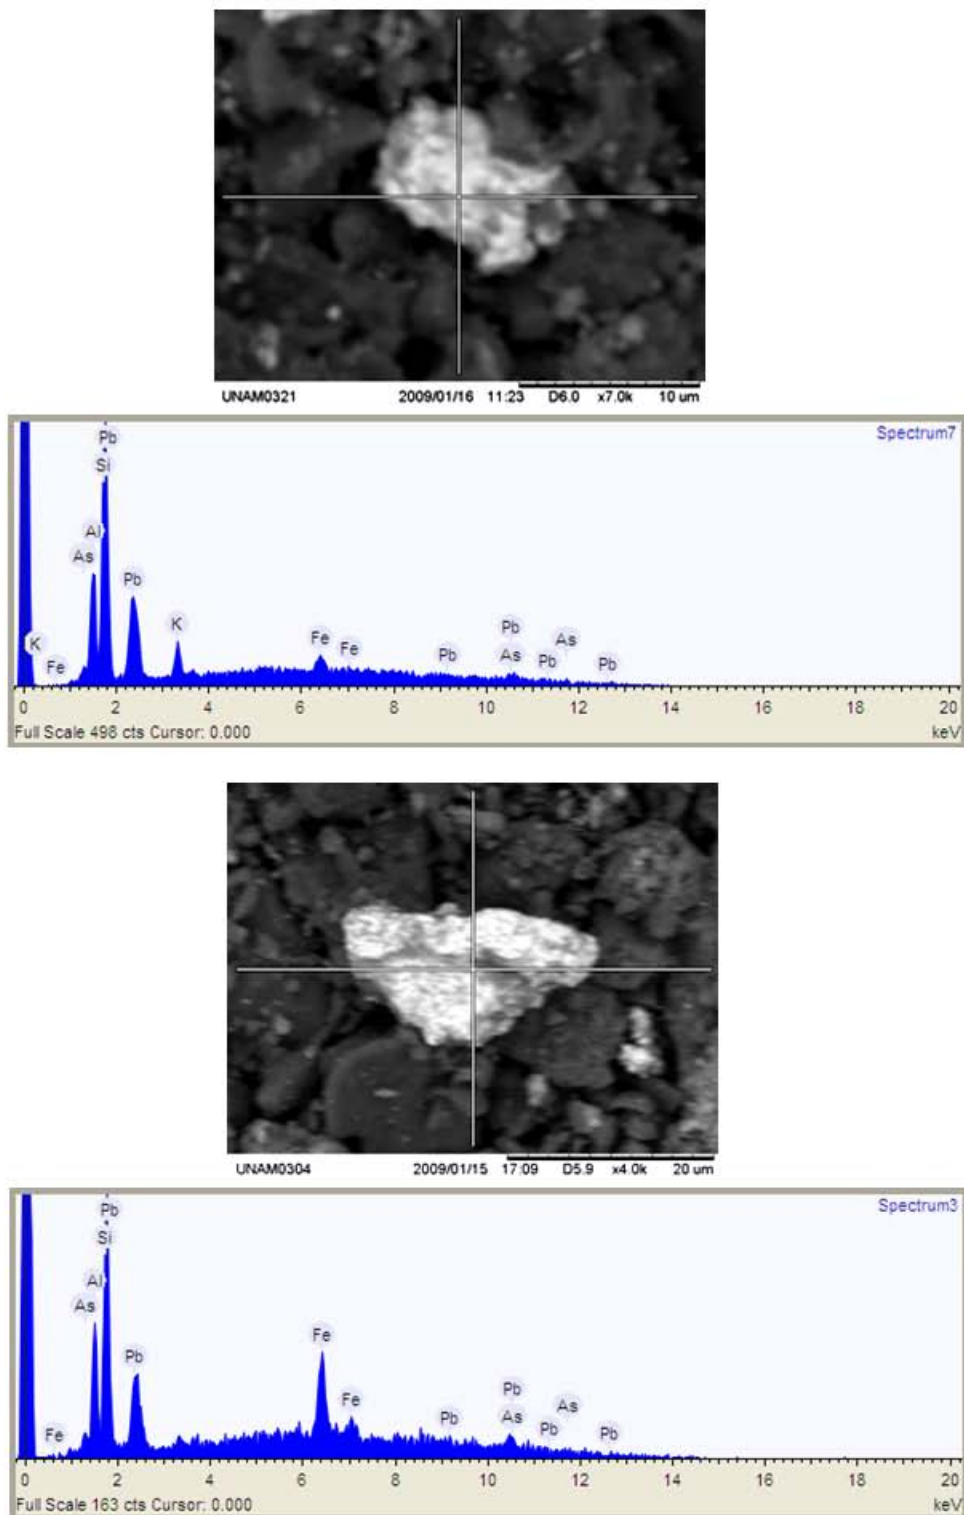 UNAM0321 2009/01/16 11:23 D6.0 x7.0k 10 um
Spectrum7
Pb
Si
Al
As
Pb
K
K
Fe
Fe
Fe
Pb
Pb
As
Pb
As
Pb
0 2 4 6 8 10 12 14 16 18 20
Full Scale 498 cts Cursor: 0.000 keV
UNAM0304 2009/01/15 17:09 D5.9 x4.0k 20 um
Spectrum3
Pb
Si
Al
As
Pb
Fe
Fe
Fe
Pb
Pb
As
Pb
As
Pb
0 2 4 6 8 10 12 14 16 18 20
Full Scale 163 cts Cursor: 0.000 keV